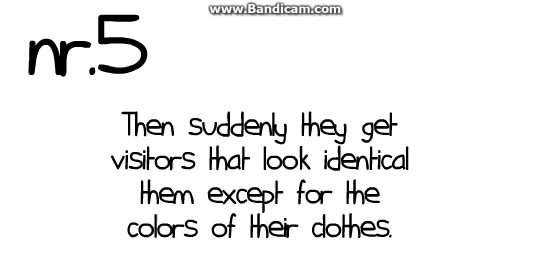 www.Bandicam.com
nr.5
Then suddenly they get
visitors that look identical
them except for the
colors of their clothes.